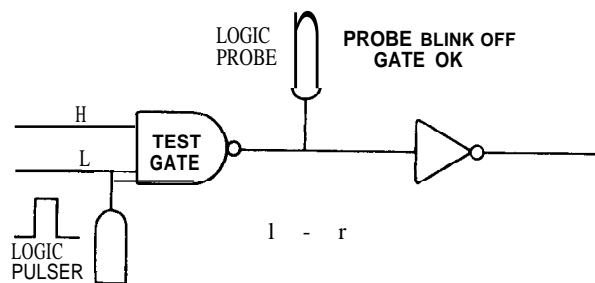 LOGIC
PROBE
PROBE BLINK OFF
GATE OK
H
TEST
GATE
L
LOGIC
PULSER
l - r